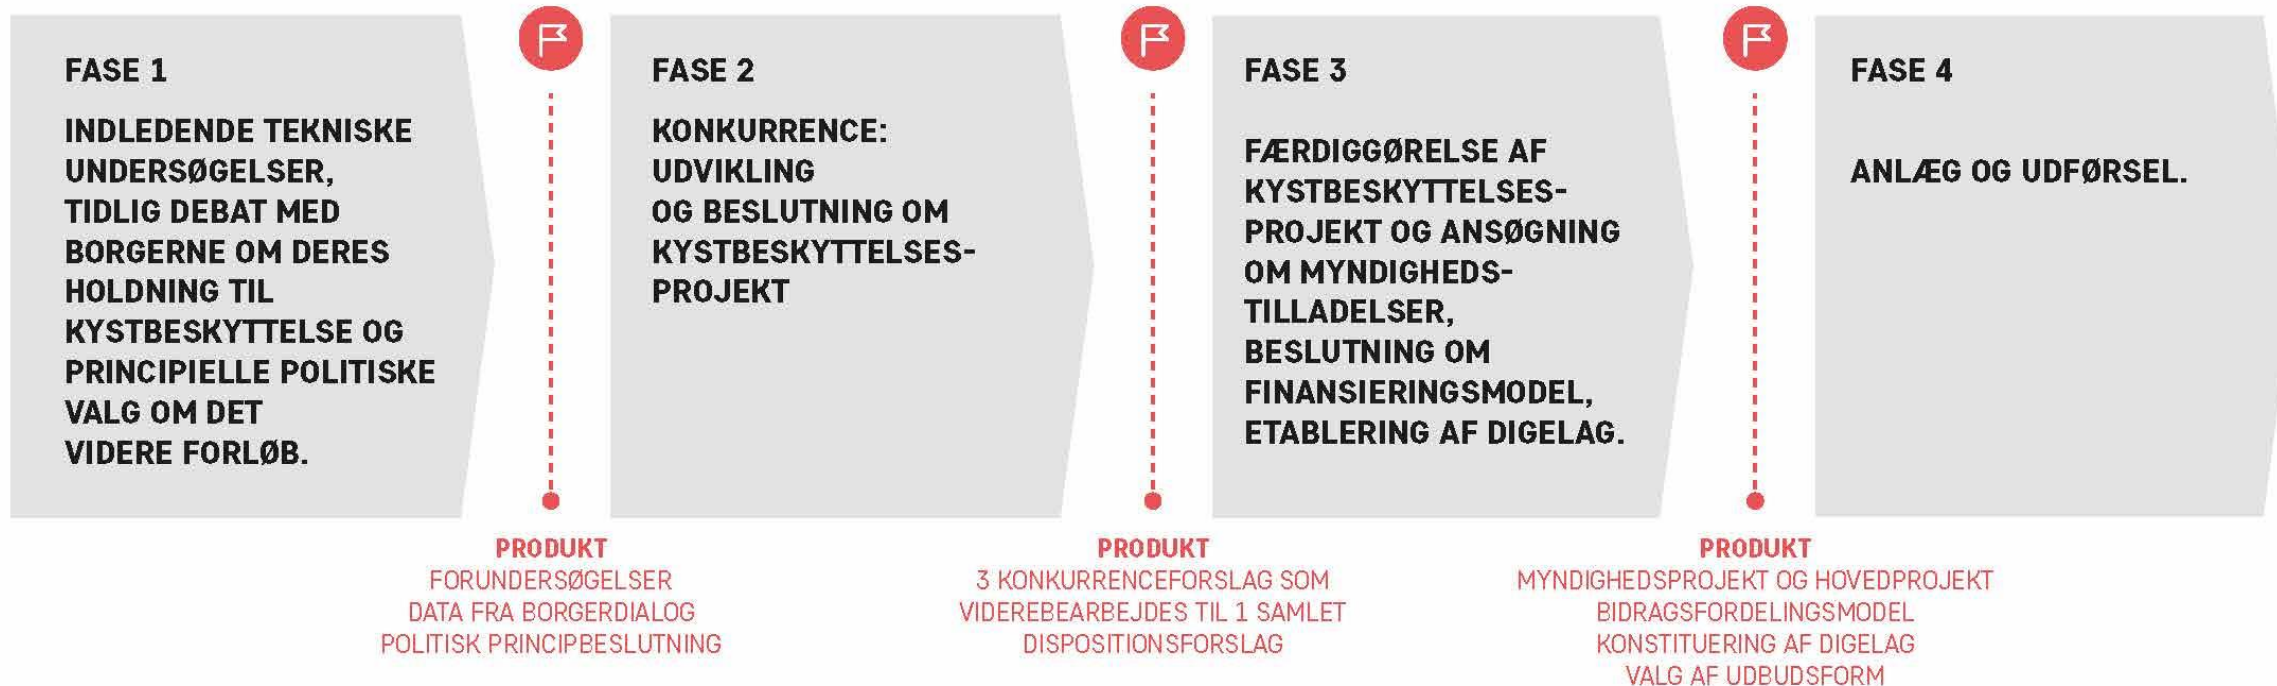 FASE 1
INDLEDENDE TEKNISKE
UNDERSØGELSER,
TIDLIG DEBAT MED
BORGERNE OM DERES
HOLDNING TIL
KYSTBESKYTTELSE OG
PRINCIPIELLE POLITISKE
VALG OM DET
VIDERE FORLØB.
PRODUKT
FORUNDERSØGELSER
DATA FRA BORGERDIALOG
POLITISK PRINCIPBESLUTNING
FASE 2
KONKURRENCE:
UDVIKLING
OG BESLUTNING OM
KYSTBESKYTTELSES-
PROJEKT
PRODUKT
3 KONKURRENCEFORSLAG SOM
VIDEREBEARBEJDES TIL 1 SAMLET
DISPOSITIONSFORSLAG
FASE 3
FÆRDIGGØRELSE AF
KYSTBESKYTTELSES-
PROJEKT OG ANSØGNING
OM MYNDIGHEDS-
TILLADELSER,
BESLUTNING OM
FINANSIERINGSMODEL,
ETABLERING AF DIGELAG.
PRODUKT
MYNDIGHEDSPROJEKT OG HOVEDPROJEKT
BIDRAGSFORDELINGSMODEL
KONSTITUERING AF DIGELAG
VALG AF UDBUDSFORM
FASE 4
ANLÆG OG UDFØRSEL.